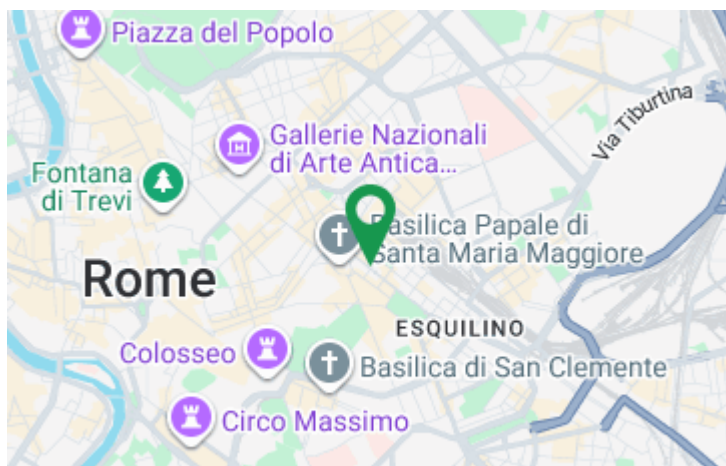 Piazza del Popolo
Via Tiburtina
Gallerie Nazionali
di Arte Antica...
Fontana
di Trevi
Basilica Papale di
Santa Maria Maggiore
Rome
ESQUILINO
Colosseo
Basilica di San Clemente
Circo Massimo